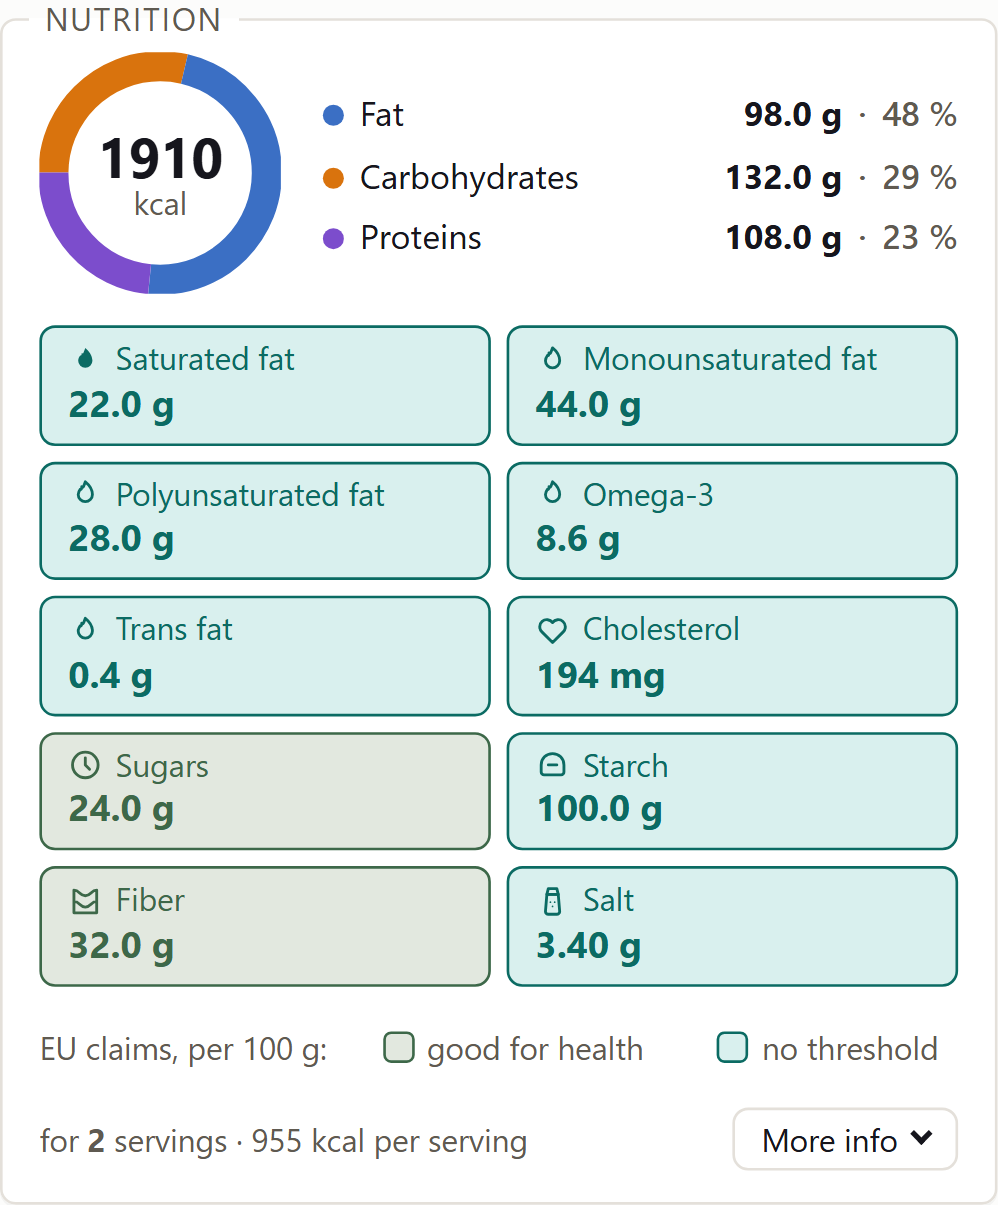 NUTRITION
1910
kcal
Fat 98.0 g · 48 %
Carbohydrates 132.0 g · 29 %
Proteins 108.0 g · 23 %
Saturated fat
22.0 g
Monounsaturated fat
44.0 g
Polyunsaturated fat
28.0 g
Omega-3
8.6 g
Trans fat
0.4 g
Cholesterol
194 mg
Sugars
24.0 g
Starch
100.0 g
Fiber
32.0 g
Salt
3.40 g
EU claims, per 100 g: good for health no threshold
for 2 servings · 955 kcal per serving
More info